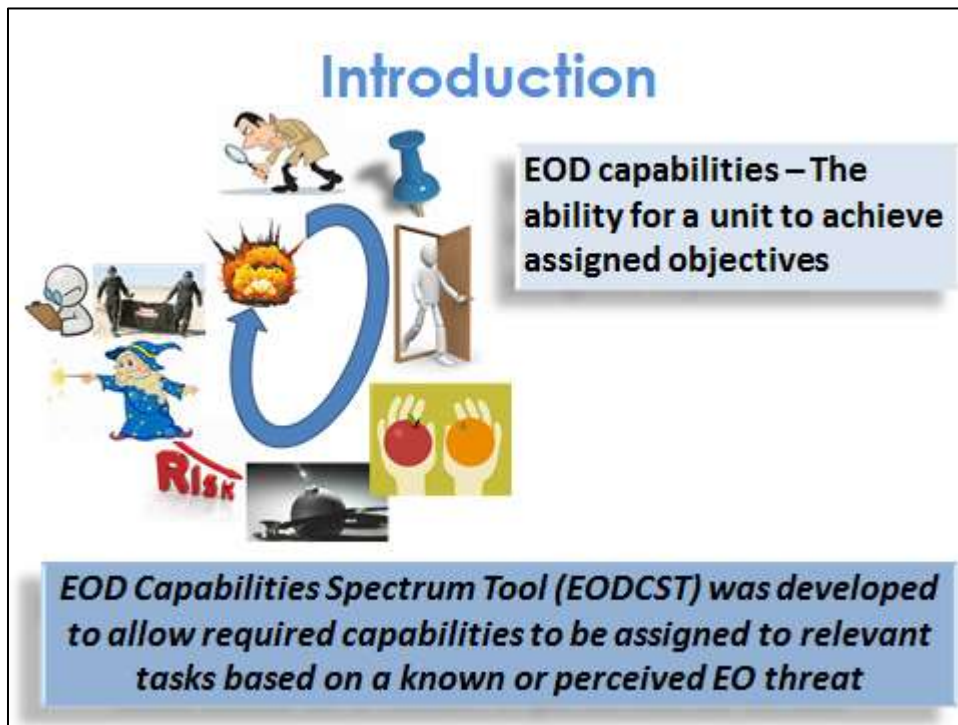 Introduction
EOD capabilities – The
ability for a unit to achieve
assigned objectives
RISK
EOD Capabilities Spectrum Tool (EODCST) was developed
to allow required capabilities to be assigned to relevant
tasks based on a known or perceived EO threat